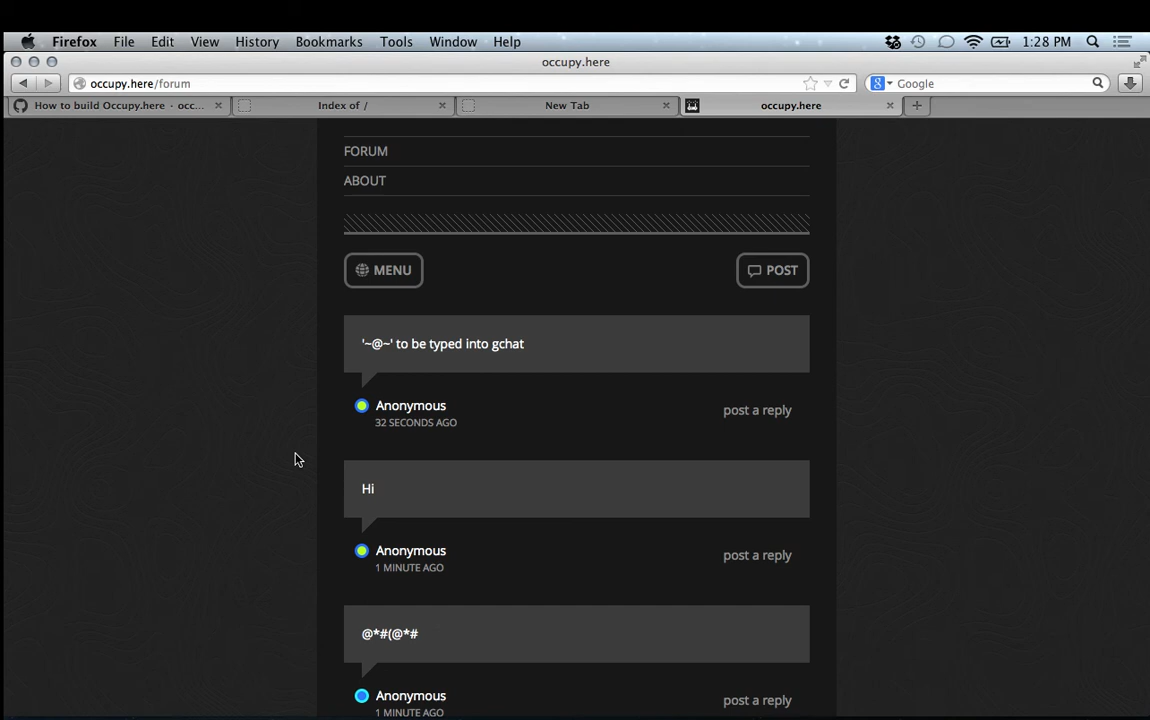 Firefox File Edit View History Bookmarks Tools Window Help 1:28 PM
occupy.here
occupy.here/forum Google
How to build Occupy.here · occ... Index of / New Tab occupy.here
FORUM
ABOUT
MENU POST
'~@~' to be typed into gchat
Anonymous
32 SECONDS AGO post a reply
Hi
Anonymous
1 MINUTE AGO post a reply
@*#(@*#
Anonymous
1 MINUTE AGO post a reply